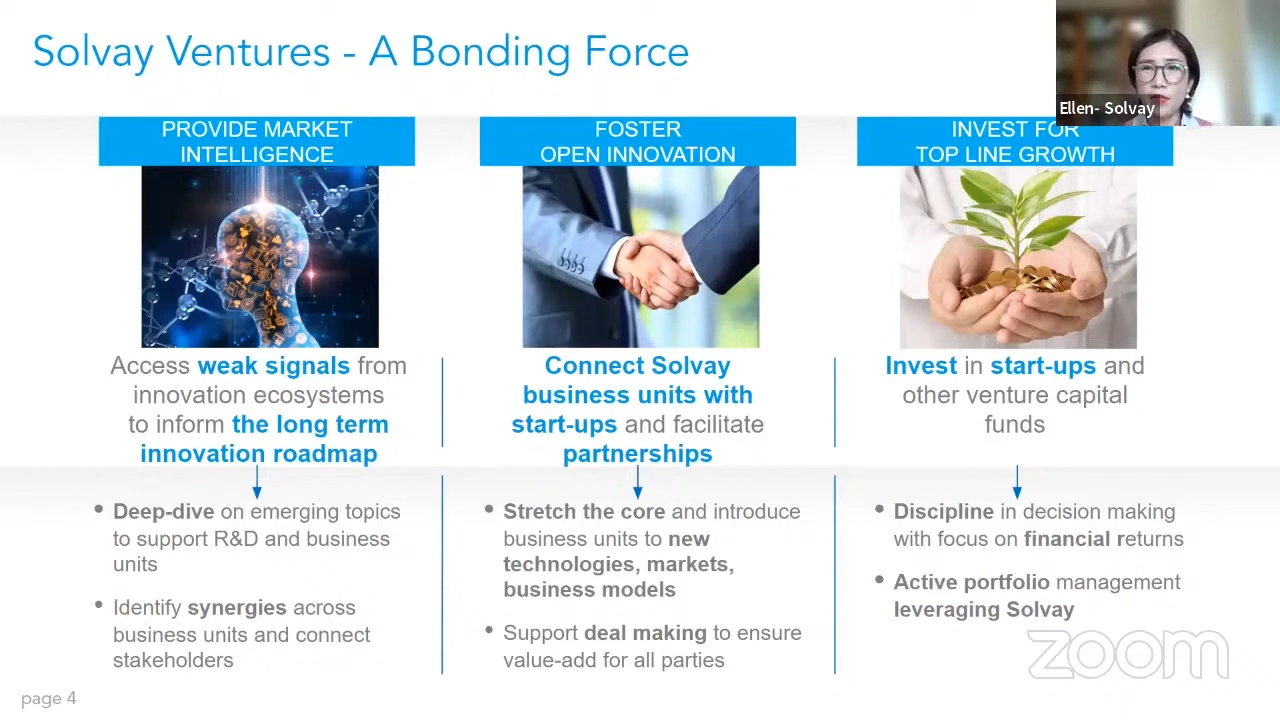 Solvay Ventures - A Bonding Force
Ellen- Solvay
PROVIDE MARKET
INTELLIGENCE
Access weak signals from
innovation ecosystems
to inform the long term
innovation roadmap
• Deep-dive on emerging topics
to support R&D and business
units
• Identify synergies across
business units and connect
stakeholders
FOSTER
OPEN INNOVATION
Connect Solvay
business units with
start-ups and facilitate
partnerships
• Stretch the core and introduce
business units to new
technologies, markets,
business models
• Support deal making to ensure
value-add for all parties
INVEST FOR
TOP LINE GROWTH
Invest in start-ups and
other venture capital
funds
• Discipline in decision making
with focus on financial returns
• Active portfolio management
leveraging Solvay
zoom
page 4